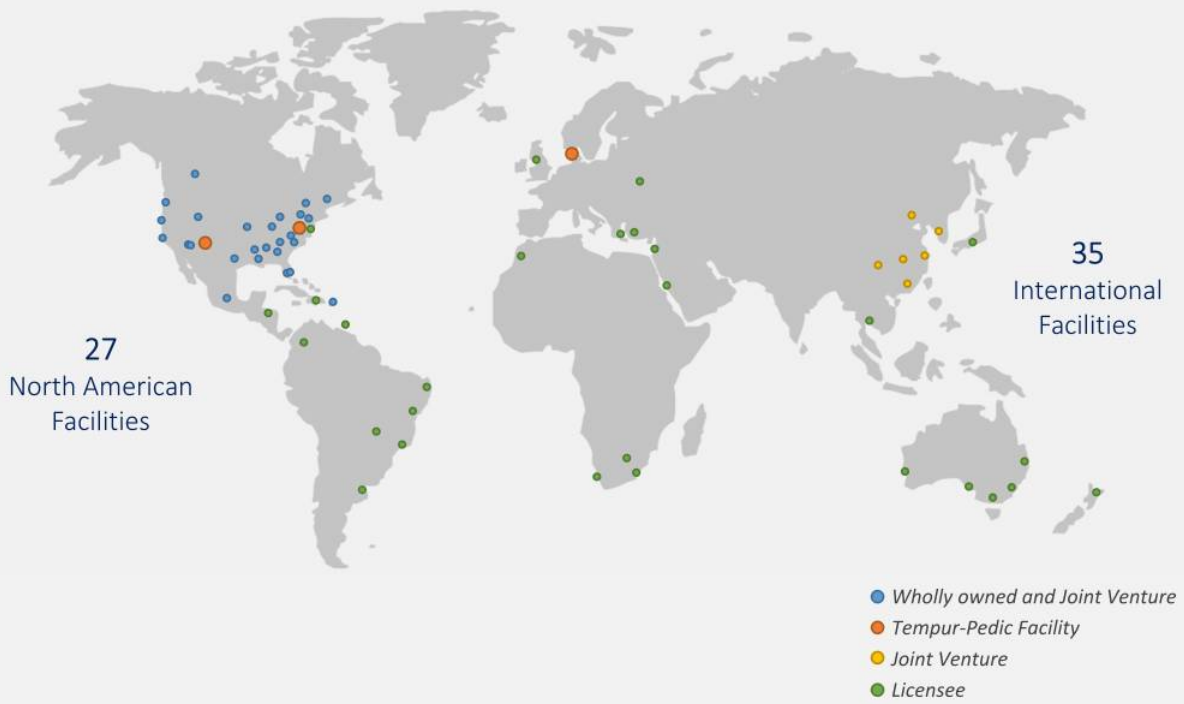 27
North American
Facilities
35
International
Facilities
Wholly owned and Joint Venture
Tempur-Pedic Facility
Joint Venture
Licensee